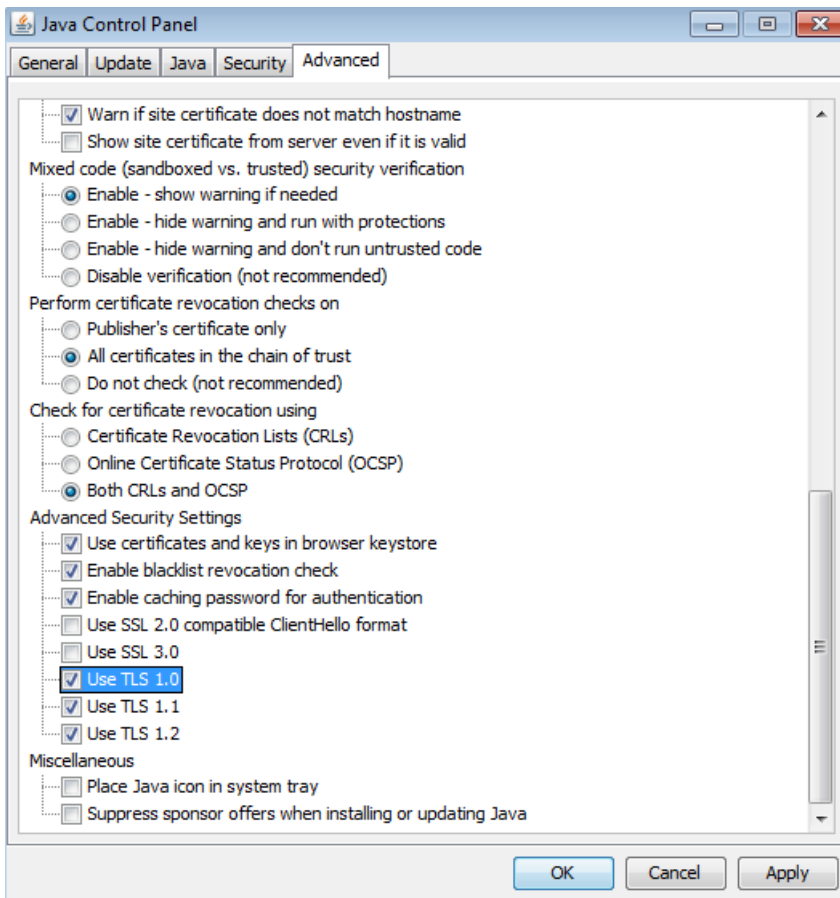 Java Control Panel
General Update Java Security Advanced
Warn if site certificate does not match hostname
Show site certificate from server even if it is valid
Mixed code (sandboxed vs. trusted) security verification
Enable - show warning if needed
Enable - hide warning and run with protections
Enable - hide warning and don't run untrusted code
Disable verification (not recommended)
Perform certificate revocation checks on
Publisher's certificate only
All certificates in the chain of trust
Do not check (not recommended)
Check for certificate revocation using
Certificate Revocation Lists (CRLs)
Online Certificate Status Protocol (OCSP)
Both CRLs and OCSP
Advanced Security Settings
Use certificates and keys in browser keystore
Enable blacklist revocation check
Enable caching password for authentication
Use SSL 2.0 compatible ClientHello format
Use SSL 3.0
Use TLS 1.0
Use TLS 1.1
Use TLS 1.2
Miscellaneous
Place Java icon in system tray
Suppress sponsor offers when installing or updating Java
OK Cancel Apply